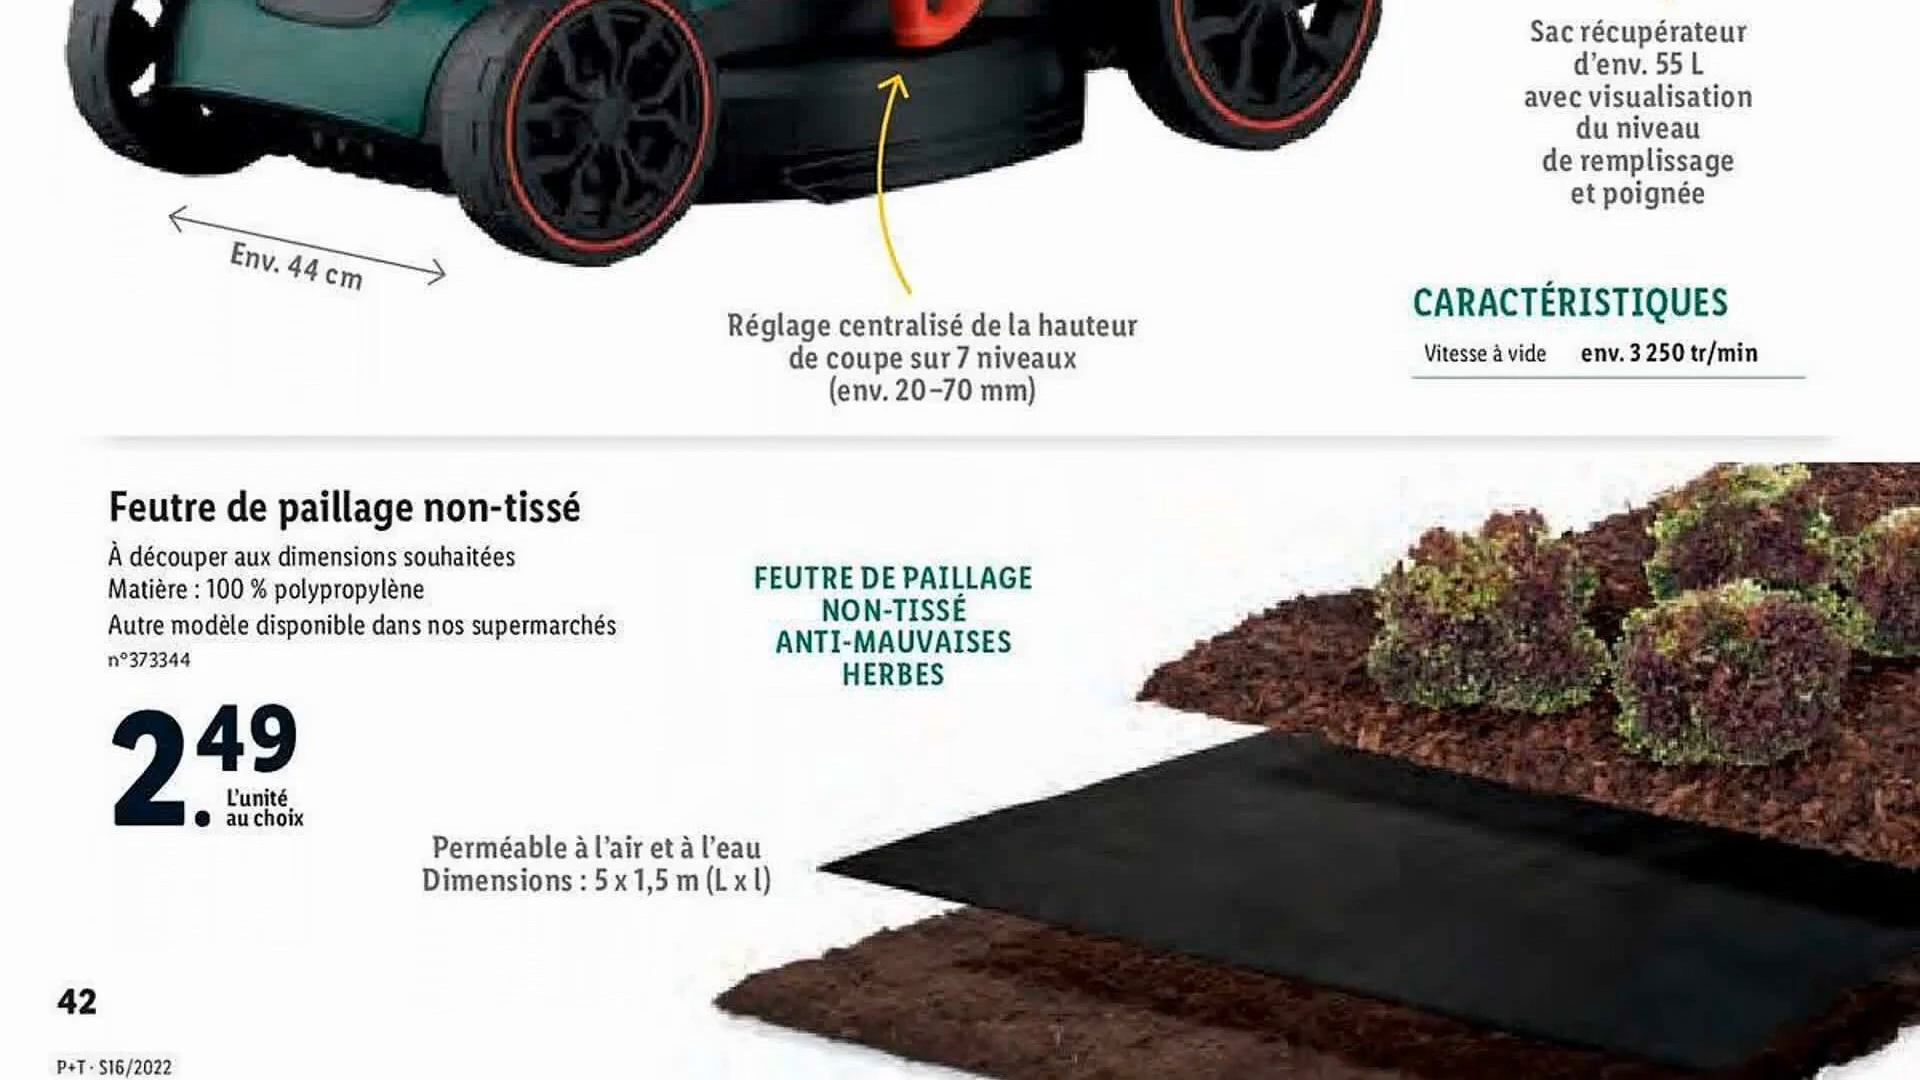 Sac récupérateur
d'env. 55 L
avec visualisation
du niveau
de remplissage
et poignée
Env. 44 cm
Réglage centralisé de la hauteur
de coupe sur 7 niveaux
(env. 20-70 mm)
CARACTÉRISTIQUES
Vitesse à vide env. 3 250 tr/min
Feutre de paillage non-tissé
À découper aux dimensions souhaitées
Matière : 100 % polypropylène
Autre modèle disponible dans nos supermarchés
n°373344
2.49
L'unité
au choix
FEUTRE DE PAILLAGE
NON-TISSÉ
ANTI-MAUVAISES
HERBES
Perméable à l'air et à l'eau
Dimensions : 5 x 1,5 m (L x l)
42
P+T · S16/2022